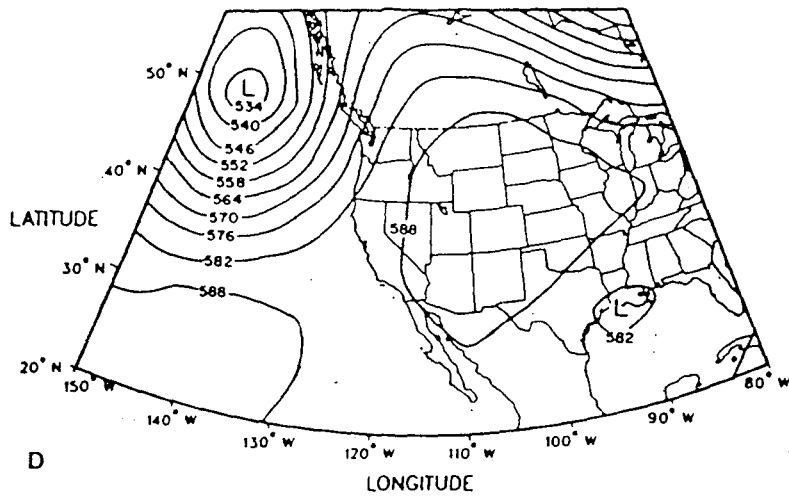 50° N
L
534
540
546
40° N
552
558
564
LATITUDE
570
576
588
582
30° N
588
L
582
20° N
150° W
140° W
130° W
120° W
110° W
100° W
90° W
80° W
D
LONGITUDE